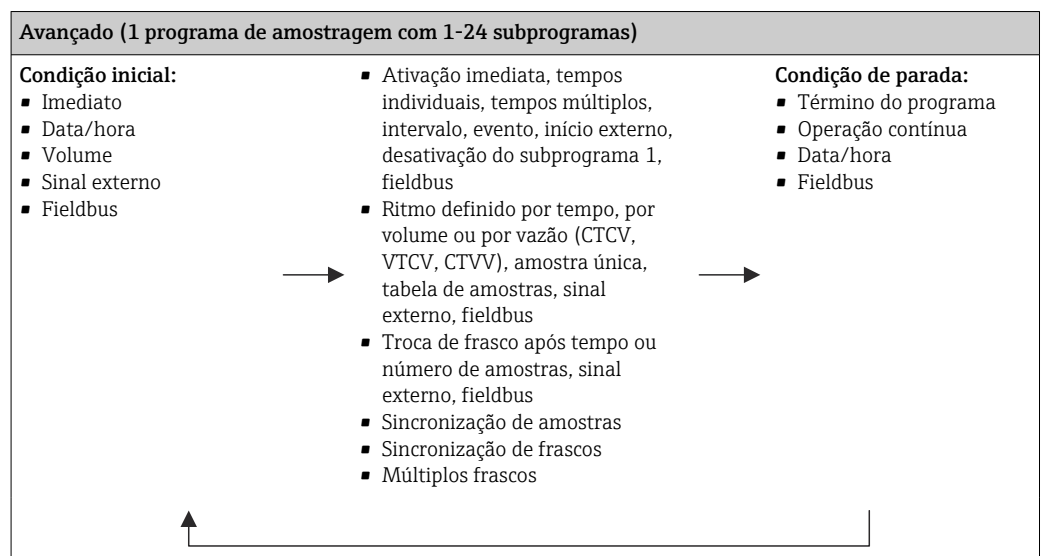 Avançado (1 programa de amostragem com 1-24 subprogramas)
Condição inicial:
▪ Imediato
▪ Data/hora
▪ Volume
▪ Sinal externo
▪ Fieldbus
▪ Ativação imediata, tempos
individuais, tempos múltiplos,
intervalo, evento, início externo,
desativação do subprograma 1,
fieldbus
▪ Ritmo definido por tempo, por
volume ou por vazão (CTCV,
VTCV, CTVV), amostra única,
tabela de amostras, sinal
externo, fieldbus
▪ Troca de frasco após tempo ou
número de amostras, sinal
externo, fieldbus
▪ Sincronização de amostras
▪ Sincronização de frascos
▪ Múltiplos frascos
Condição de parada:
▪ Término do programa
▪ Operação contínua
▪ Data/hora
▪ Fieldbus